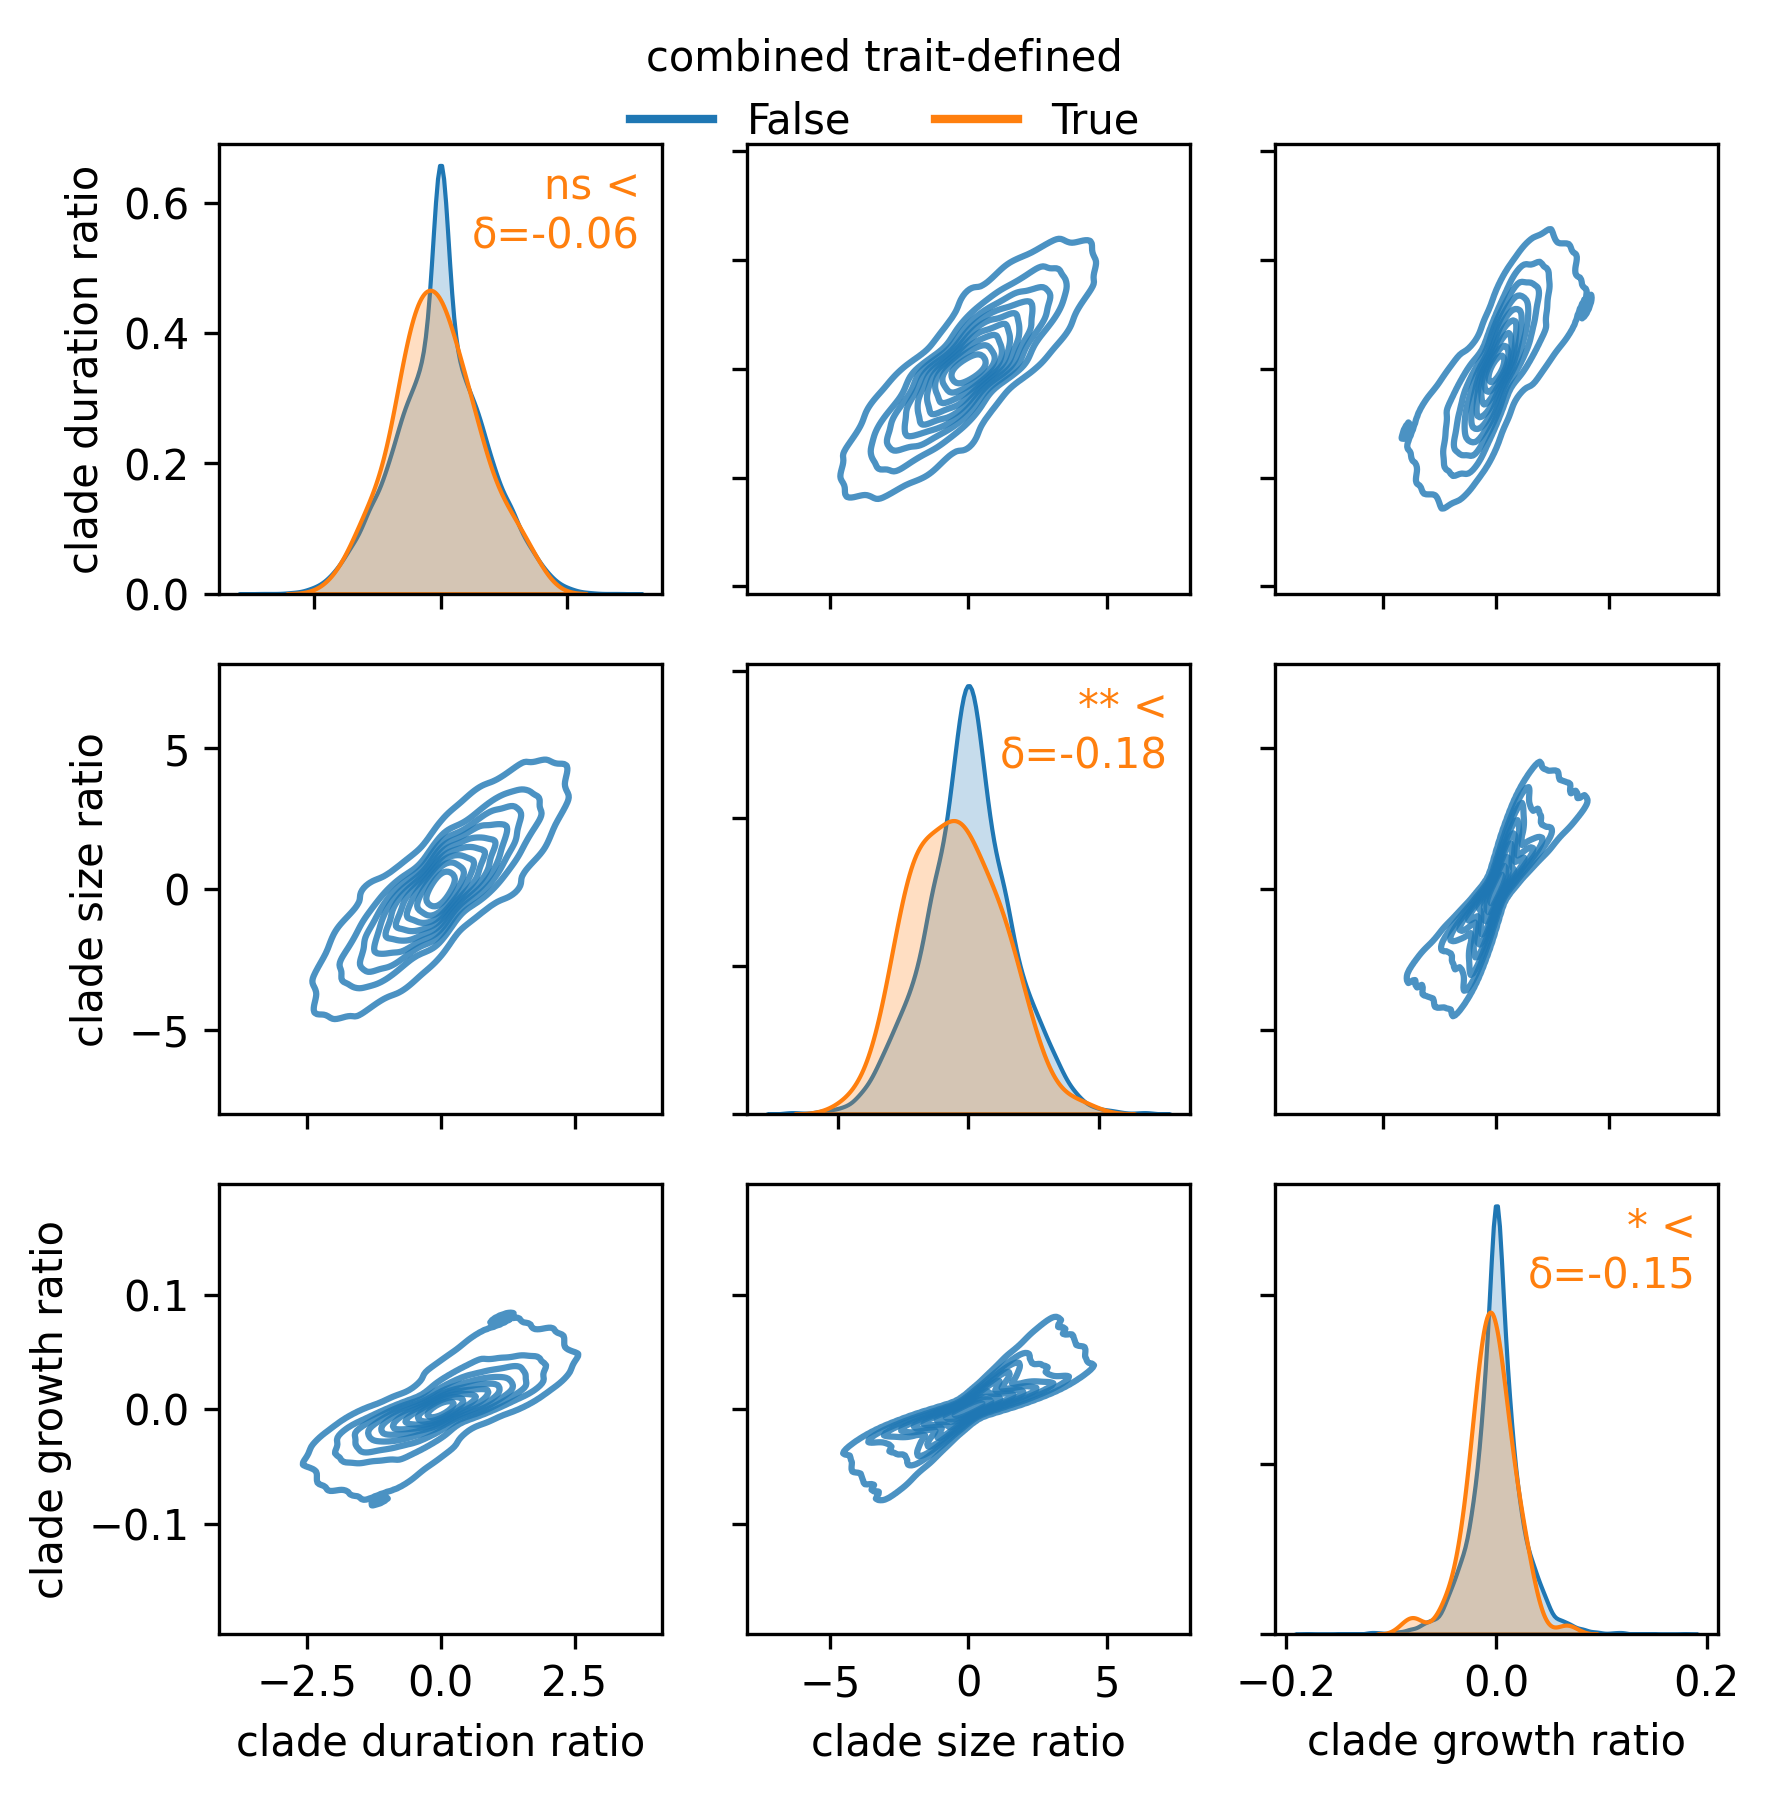 combined trait-defined
False True
clade duration ratio
0.6
0.4
0.2
0.0
ns <
δ=-0.06
clade size ratio
5
0
−5
** <
δ=-0.18
clade growth ratio
0.1
0.0
−0.1
* <
δ=-0.15
−2.5 0.0 2.5
−5 0 5
−0.2 0.0 0.2
clade duration ratio
clade size ratio
clade growth ratio